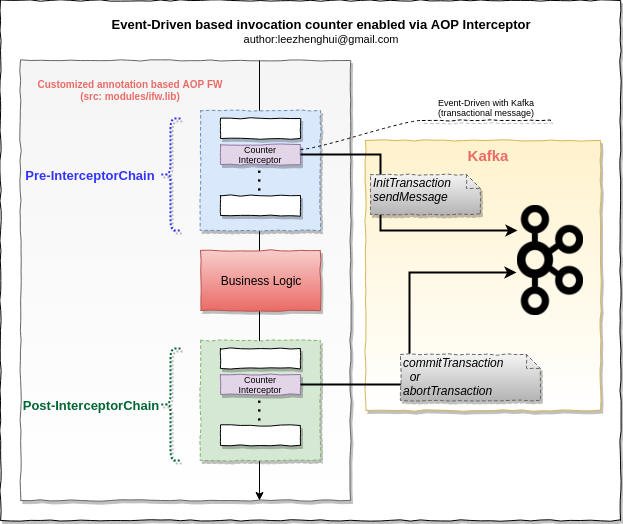 Event-Driven based invocation counter enabled via AOP Interceptor
author:leezhenghui@gmail.com
Customized annotation based AOP FW
(src: modules/ifw.lib)
Event-Driven with Kafka
(transactional message)
Counter
Interceptor
Kafka
Pre-InterceptorChain
InitTransaction
sendMessage
Business Logic
Counter
Interceptor
commitTransaction
or
abortTransaction
Post-InterceptorChain